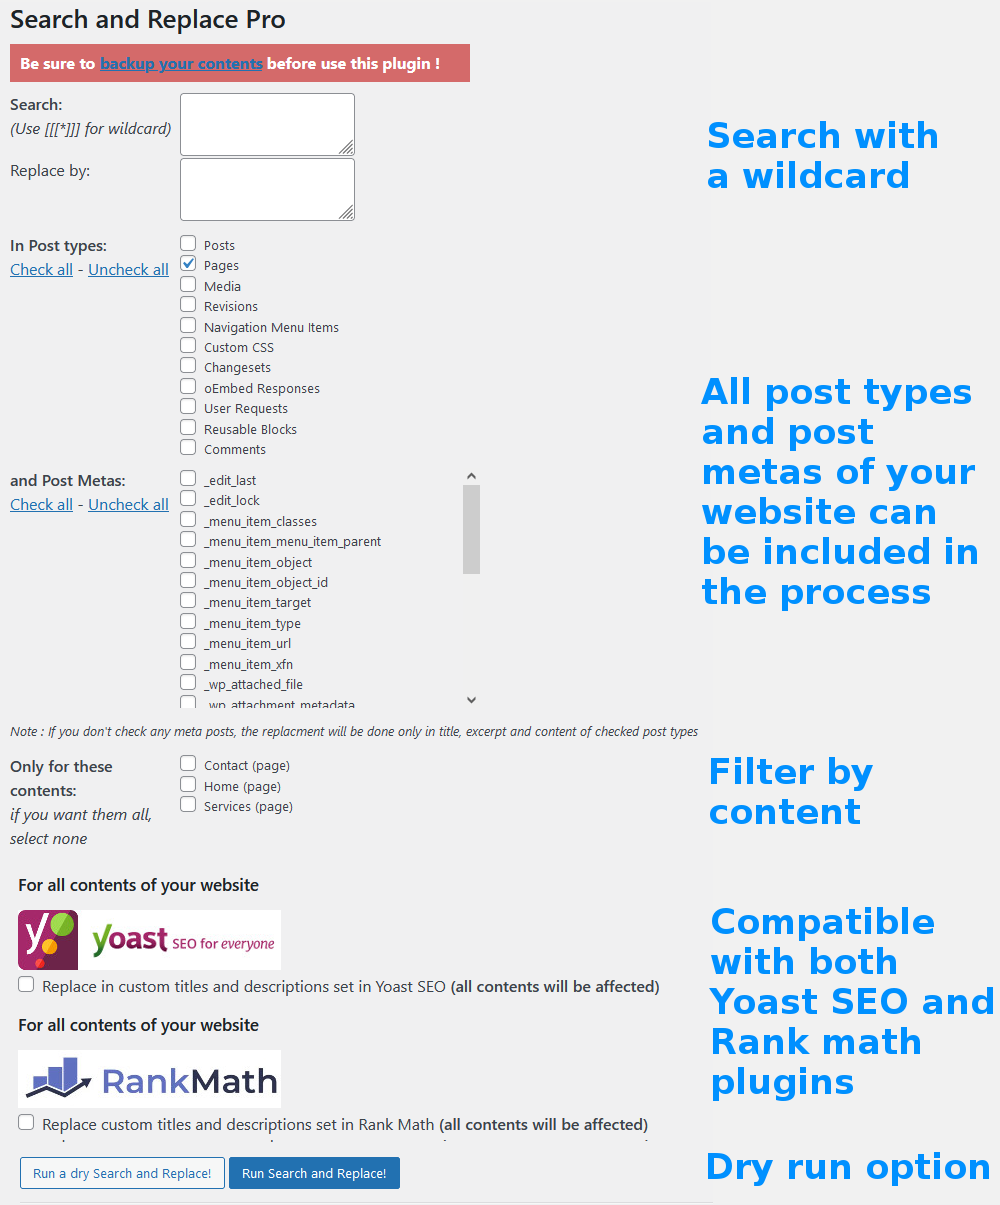 Search and Replace Pro
Be sure to backup your contents before use this plugin !
Search:
(Use [[[*]]] for wildcard)
Replace by:
Search with
a wildcard
In Post types:
Check all - Uncheck all
Posts
Pages
Media
Revisions
Navigation Menu Items
Custom CSS
Changesets
oEmbed Responses
User Requests
Reusable Blocks
Comments
All post types
and post
metas of your
website can
be included in
the process
and Post Metas:
Check all - Uncheck all
_edit_last
_edit_lock
_menu_item_classes
_menu_item_menu_item_parent
_menu_item_object
_menu_item_object_id
_menu_item_target
_menu_item_type
_menu_item_url
_menu_item_xfn
_wp_attached_file
_wp_attachment_metadata
Note : If you don't check any meta posts, the replacment will be done only in title, excerpt and content of checked post types
Only for these
contents:
if you want them all,
select none
Contact (page)
Home (page)
Services (page)
Filter by
content
For all contents of your website
y
yoast SEO for everyone
Replace in custom titles and descriptions set in Yoast SEO (all contents will be affected)
For all contents of your website
RankMath
Replace custom titles and descriptions set in Rank Math (all contents will be affected)
Compatible
with both
Yoast SEO and
Rank math
plugins
Run a dry Search and Replace!
Run Search and Replace!
Dry run option